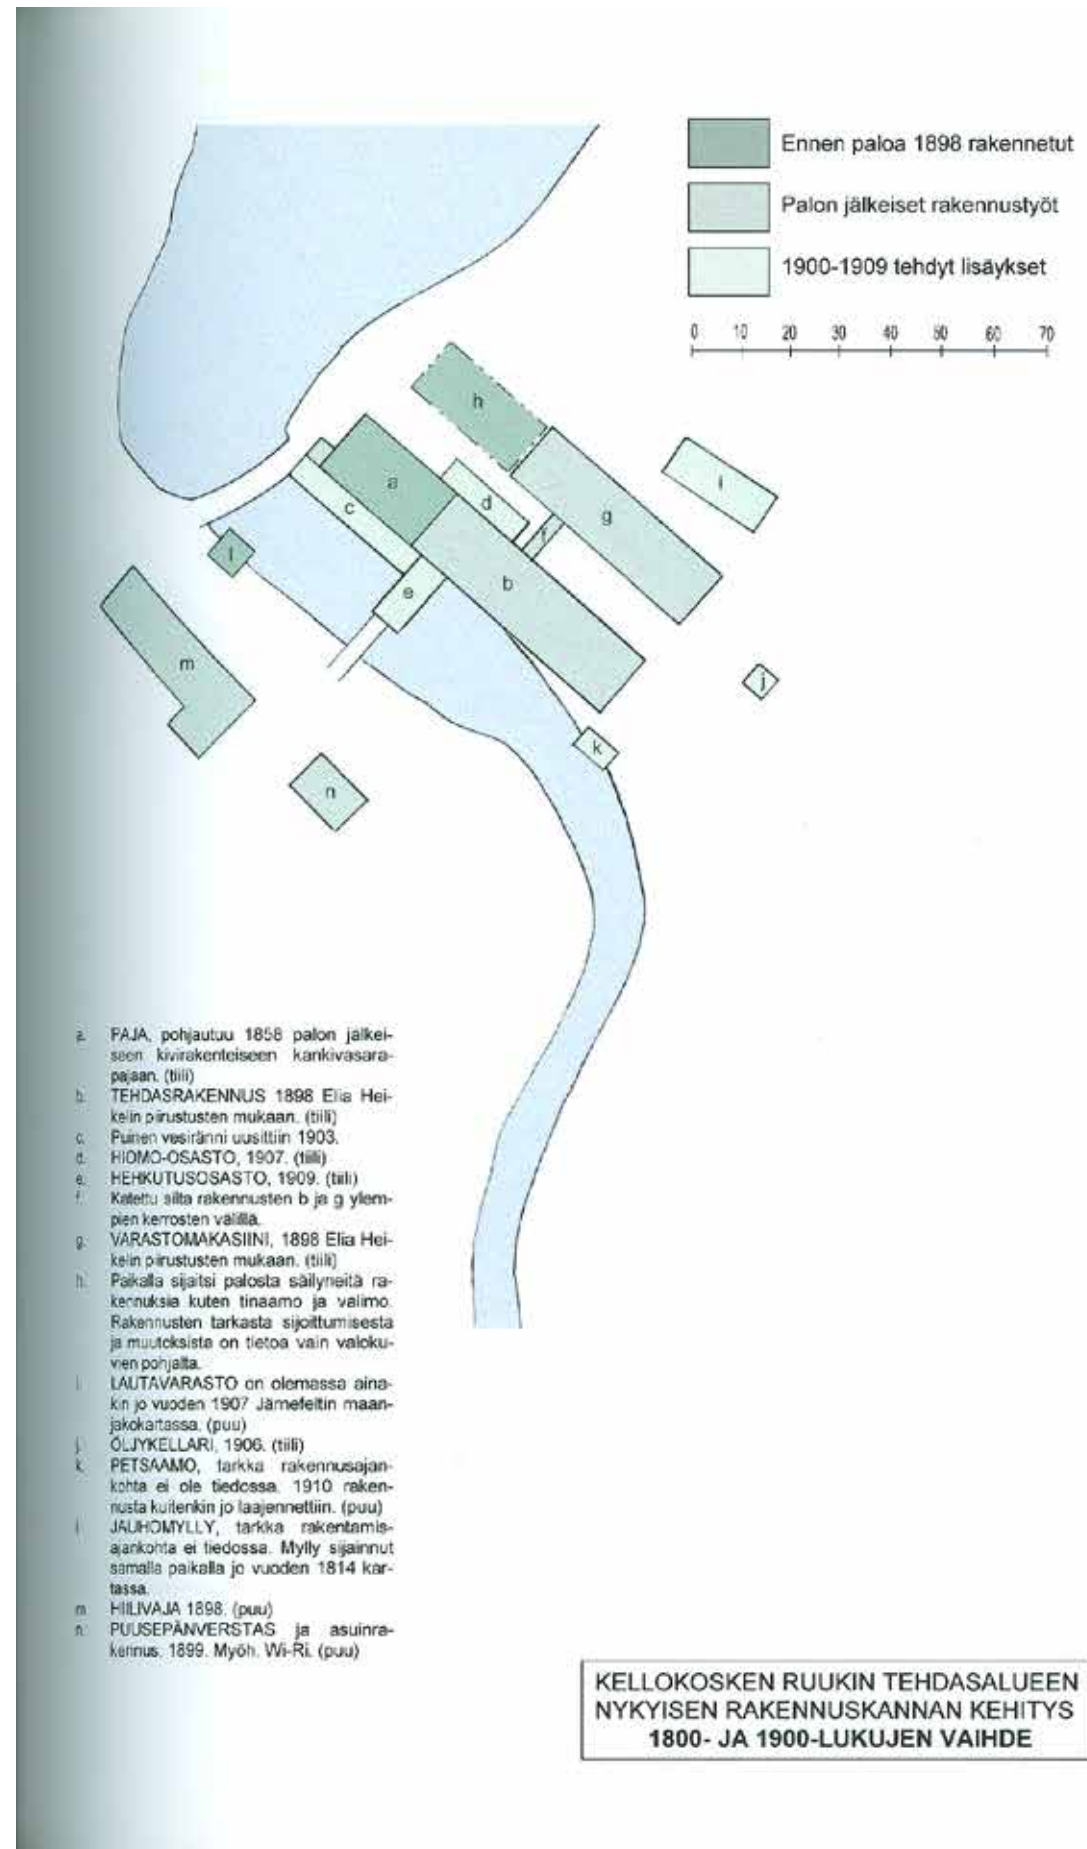 Ennen paloa 1898 rakennetut
Palon jälkeiset rakennustyöt
1900-1909 tehdyt lisäykset
0 10 20 30 40 50 60 70
h
a
c
d
f
g
i
l
e
b
m
j
k
n
a. PAJA, pohjautuu 1858 palon jälkei-
seen kivirakenteiseen kankivasara-
pajaan. (tiili)
b. TEHDASRAKENNUS 1898 Elia Hei-
kelin piirustusten mukaan. (tiili)
c. Puinen vesiränni uusittiin 1903.
d. HIOMO-OSASTO, 1907. (tiili)
e. HEHKUTUSOSASTO, 1909. (tiili)
f. Katettu silta rakennusten b ja g ylem-
pien kerrosten välillä.
g. VARASTOMAKASIINI, 1898 Elia Hei-
kelin piirustusten mukaan. (tiili)
h. Paikalla sijaitsi palosta säilyneitä ra-
kennuksia kuten tinaamo ja valimo.
Rakennusten tarkasta sijoittumisesta
ja muutoksista on tietoa vain valoku-
vien pohjalta.
i. LAUTAVARASTO on olemassa aina-
kin jo vuoden 1907 Järnefeltin maan-
jakokartassa. (puu)
j. ÖLJYKELLARI, 1906. (tiili)
k. PETSAAMO, tarkka rakennusajan-
kohta ei ole tiedossa. 1910 raken-
nusta kuitenkin jo laajennettiin. (puu)
l. JAUHOMYLLY, tarkka rakentamis-
ajankohta ei tiedossa. Mylly sijainnut
samalla paikalla jo vuoden 1814 kar-
tassa.
m. HIILIVAJA 1898. (puu)
n. PUUSEPÄNVERSTAS ja asuinra-
kennus. 1899. Myöh. Wi-Ri. (puu)
KELLOKOSKEN RUUKIN TEHDASALUEEN
NYKYISEN RAKENNUSKANNAN KEHITYS
1800- JA 1900-LUKUJEN VAIHDE